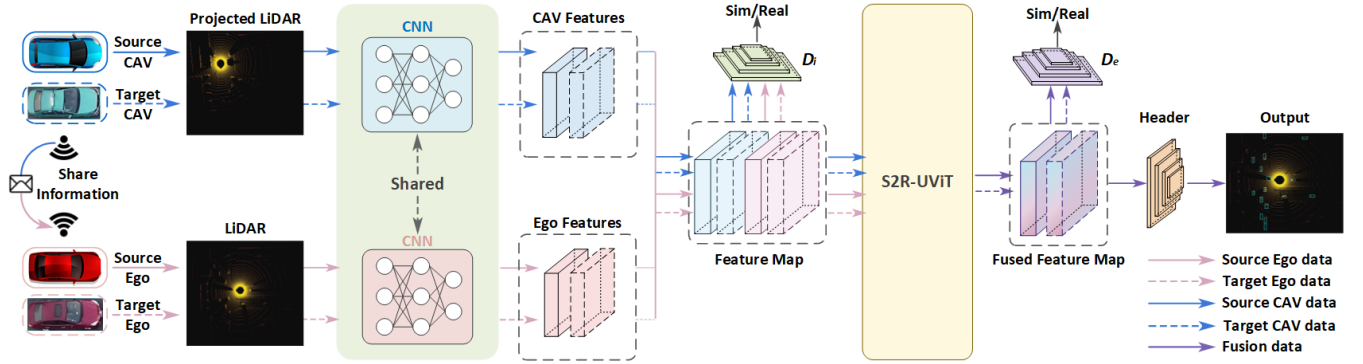 Projected LiDAR
Source
CAV
Target
CAV
Share
Information
LiDAR
Source
Ego
Target
Ego
CNN
Shared
CNN
CAV Features
Ego Features
Sim/Real
Di
Feature Map
S2R-UViT
Sim/Real
De
Fused Feature Map
Header
Output
Source Ego data
Target Ego data
Source CAV data
Target CAV data
Fusion data